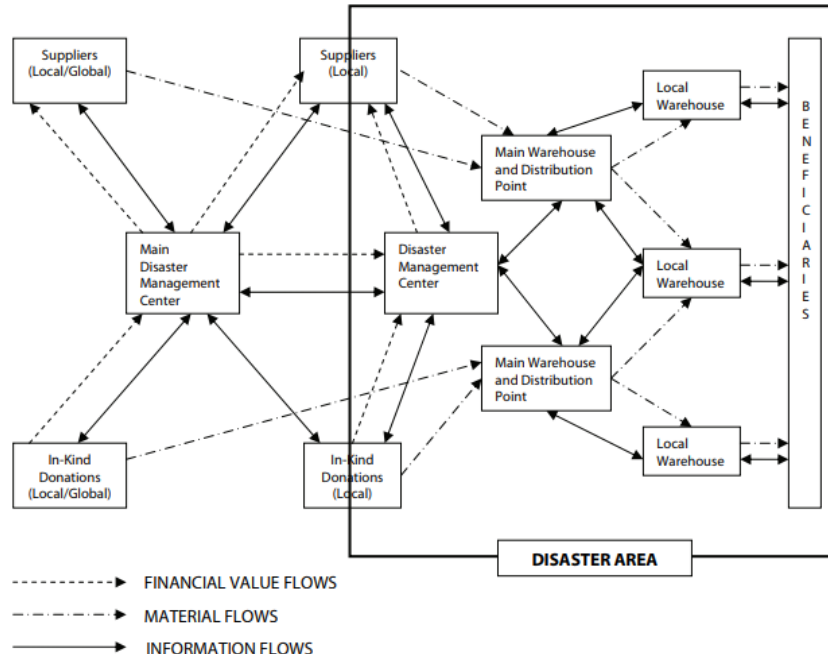 Suppliers
(Local/Global)
Suppliers
(Local)
Local
Warehouse
BENEFICIARIES
Main Warehouse
and Distribution
Point
Main
Disaster
Management
Center
Disaster
Management
Center
Local
Warehouse
Main Warehouse
and Distribution
Point
In-Kind
Donations
(Local/Global)
In-Kind
Donations
(Local)
Local
Warehouse
DISASTER AREA
FINANCIAL VALUE FLOWS
MATERIAL FLOWS
INFORMATION FLOWS